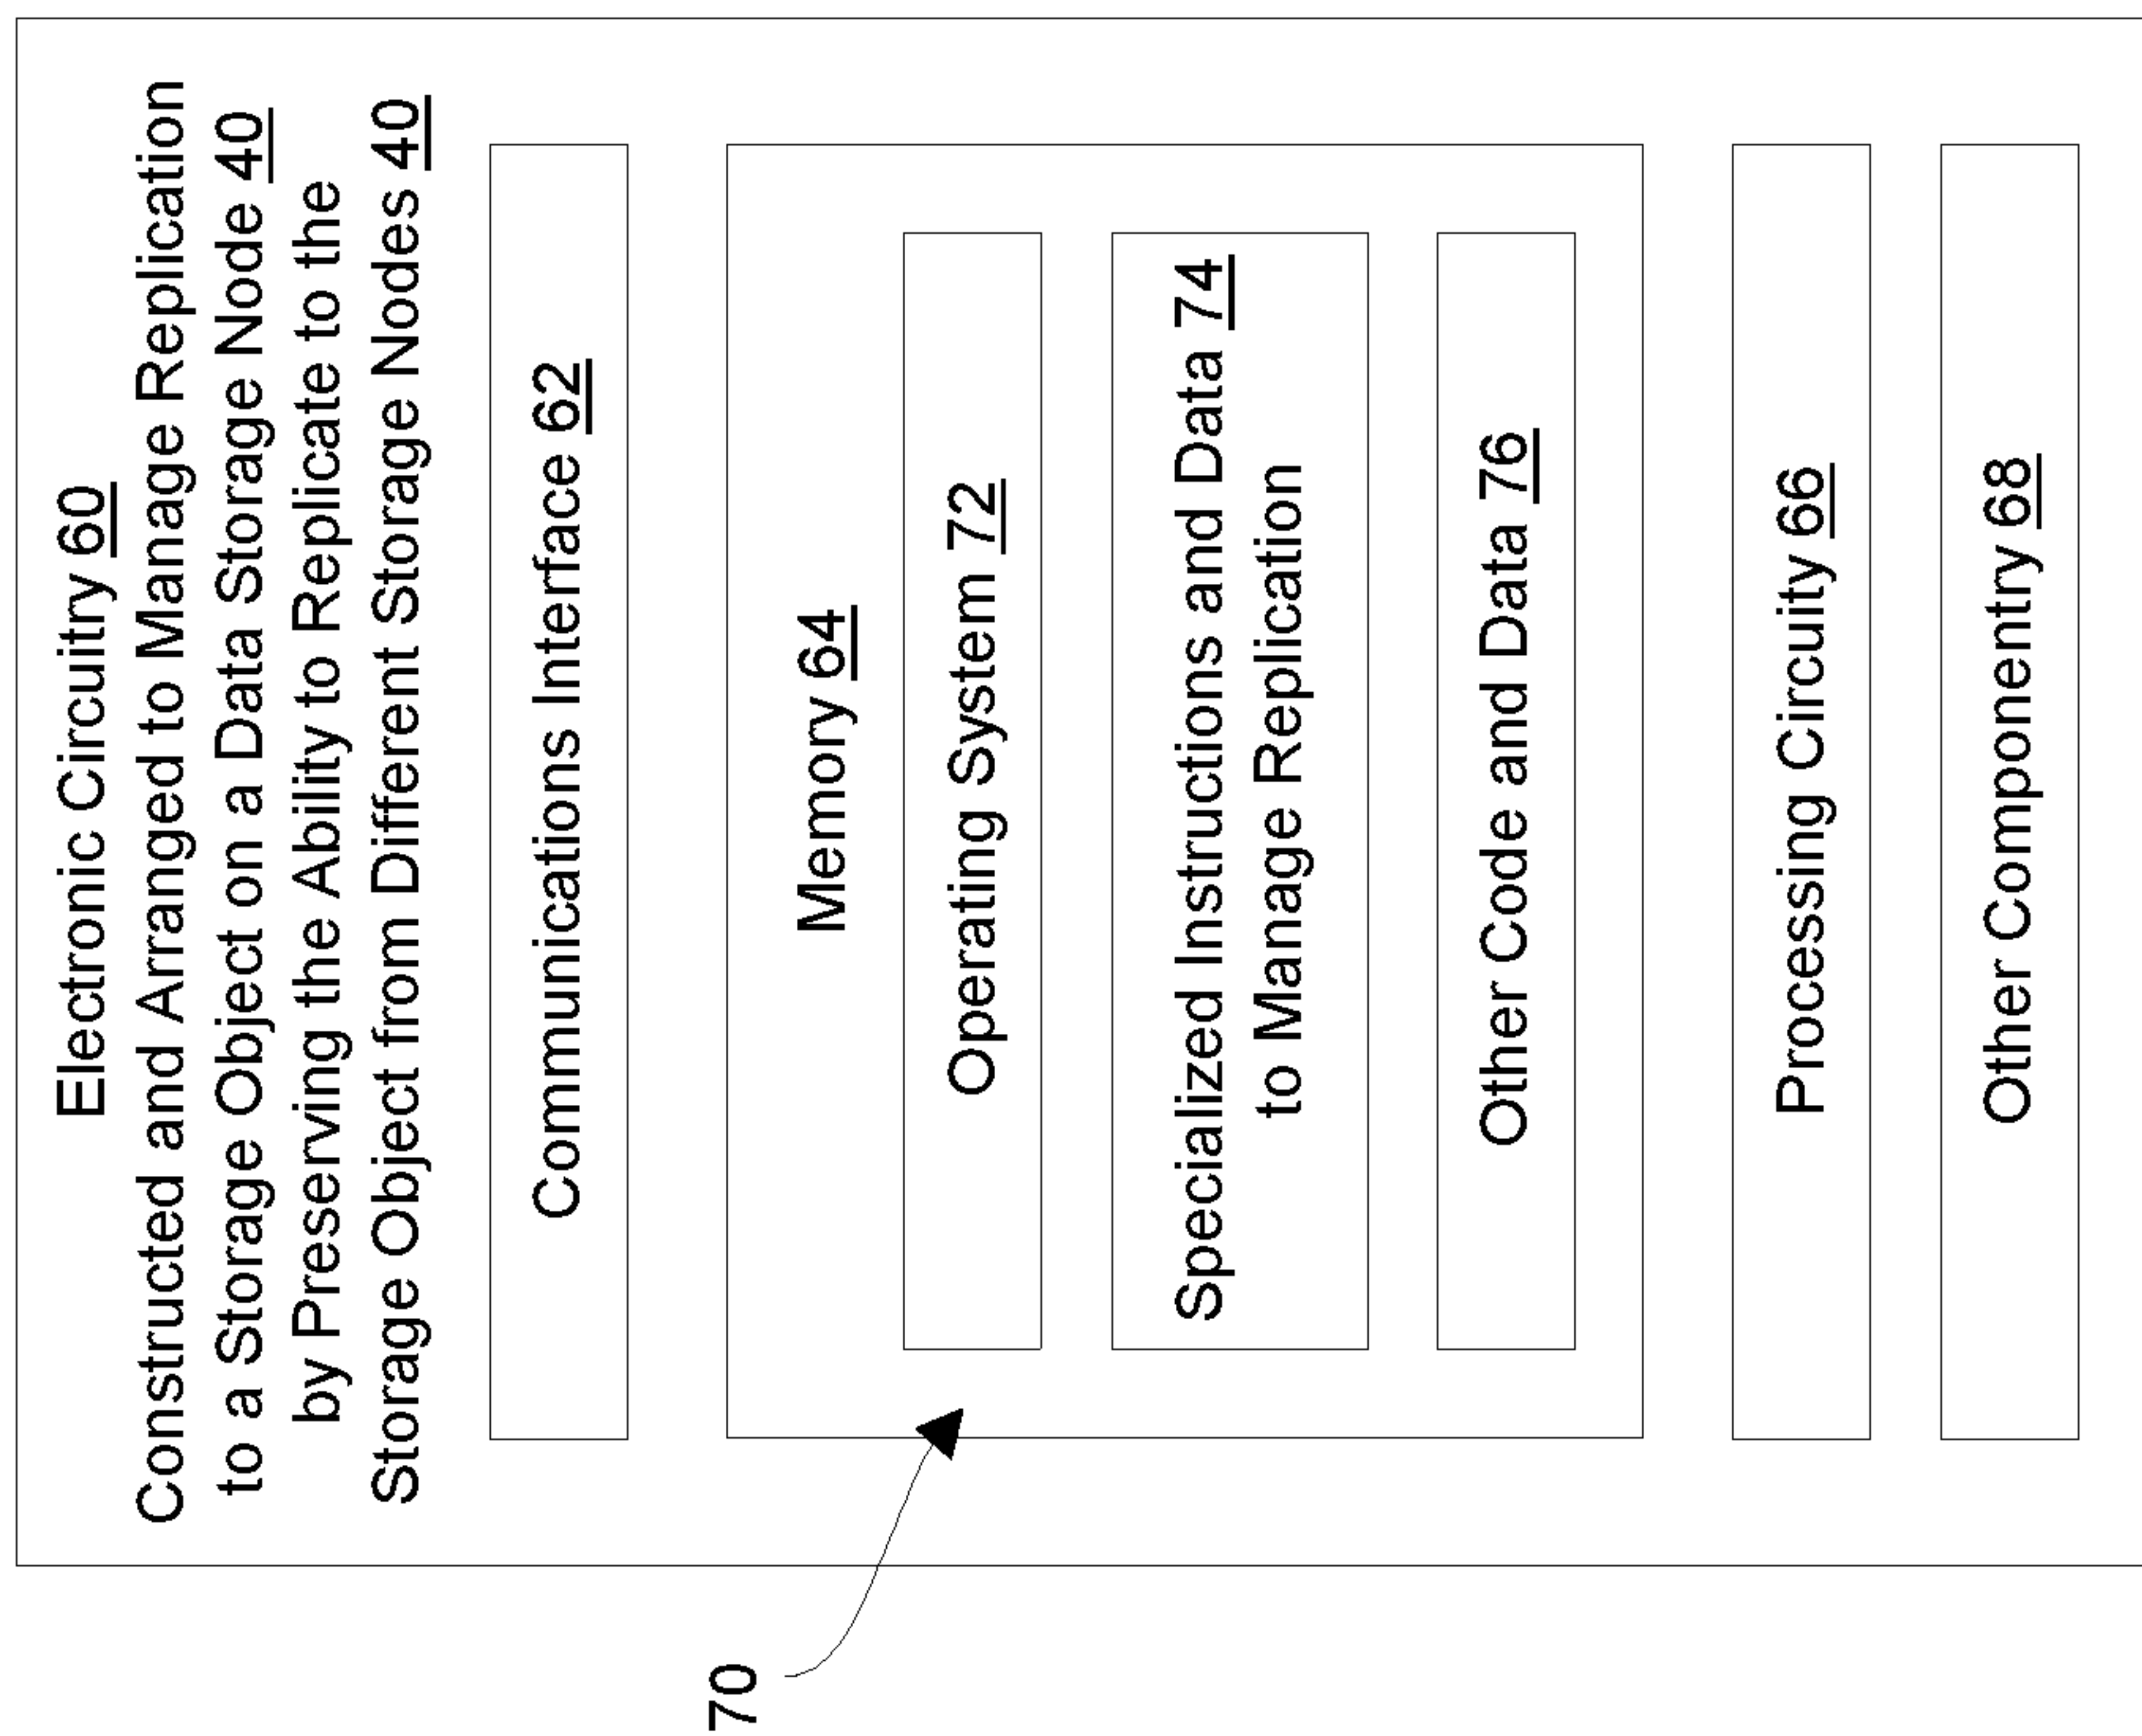 Electronic Circuitry 60
Constructed and Arranged to Manage Replication
to a Storage Object on a Data Storage Node 40
by Preserving the Ability to Replicate to the
Storage Object from Different Storage Nodes 40
Communications Interface 62
70
Memory 64
Operating System 72
Specialized Instructions and Data 74
to Manage Replication
Other Code and Data 76
Processing Circuity 66
Other Componentry 68